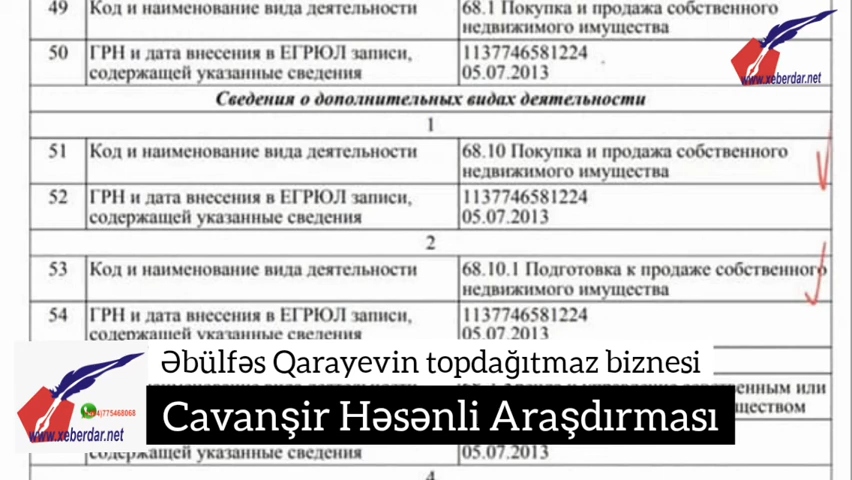 49 Код и наименование вида деятельности 68.1 Покупка и продажа собственного
недвижимого имущества
www.xeberdar.net
50 ГРН и дата внесения в ЕГРЮЛ записи, 1137746581224
содержащей указанные сведения 05.07.2013
Сведения о дополнительных видах деятельности
1
51 Код и наименование вида деятельности 68.10 Покупка и продажа собственного
недвижимого имущества
52 ГРН и дата внесения в ЕГРЮЛ записи, 1137746581224
содержащей указанные сведения 05.07.2013
2
53 Код и наименование вида деятельности 68.10.1 Подготовка к продаже собственного
недвижимого имущества
54 ГРН и дата внесения в ЕГРЮЛ записи, 1137746581224
содержащей указанные сведения 05.07.2013
Əbülfəs Qarayevin topdağıtmaz biznesi
Cavanşir Həsənli Araşdırması
www.xeberdar.net
содержащей указанные сведения 05.07.2013
4